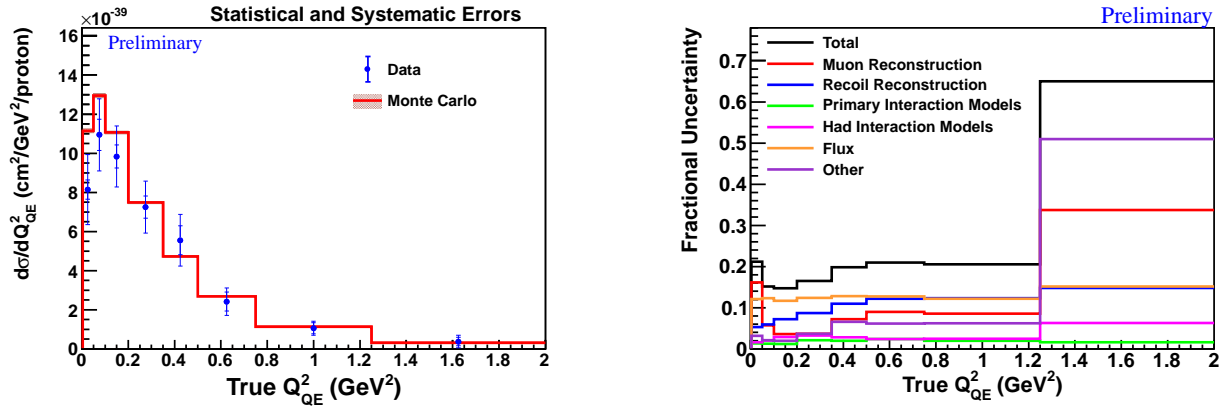 ×10⁻³⁹
Statistical and Systematic Errors
Preliminary
Data
Monte Carlo
dσ/dQ²_QE (cm²/GeV²/proton)
16
14
12
10
8
6
4
2
0
0 0.2 0.4 0.6 0.8 1 1.2 1.4 1.6 1.8 2
True Q²_QE (GeV²)
Preliminary
Total
Muon Reconstruction
Recoil Reconstruction
Primary Interaction Models
Had Interaction Models
Flux
Other
Fractional Uncertainty
0.7
0.6
0.5
0.4
0.3
0.2
0.1
0
0 0.2 0.4 0.6 0.8 1 1.2 1.4 1.6 1.8 2
True Q²_QE (GeV²)